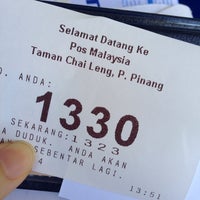 Selamat Datang Ke
Pos Malaysia
Taman Chai Leng, P. Pinang
ANDA:
1330
SEKARANG:1323
DUDUK. ANDA AKAN
SEBENTAR LAGI.
4
13:51